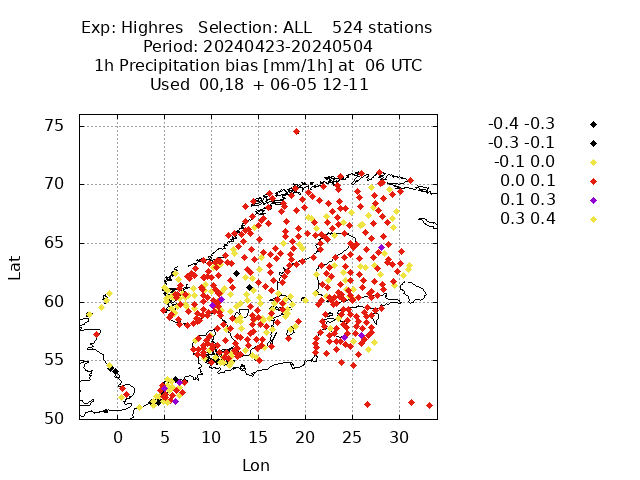 Exp: Highres   Selection: ALL    524 stations
Period: 20240423-20240504
1h Precipitation bias [mm/1h] at  06 UTC
Used 00,18 + 06-05 12-11
-0.4 -0.3
-0.3 -0.1
-0.1 0.0
0.0 0.1
0.1 0.3
0.3 0.4
75
70
65
60
55
50
Lat
0 5 10 15 20 25 30
Lon